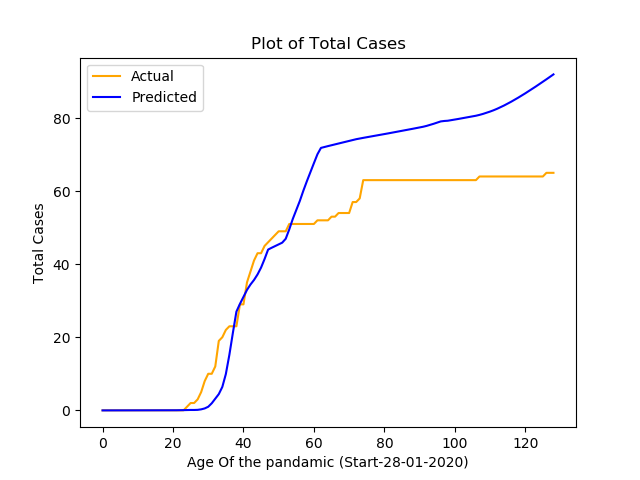 Plot of Total Cases
Actual
Predicted
Total Cases
80
60
40
20
0
0 20 40 60 80 100 120
Age Of the pandamic (Start-28-01-2020)